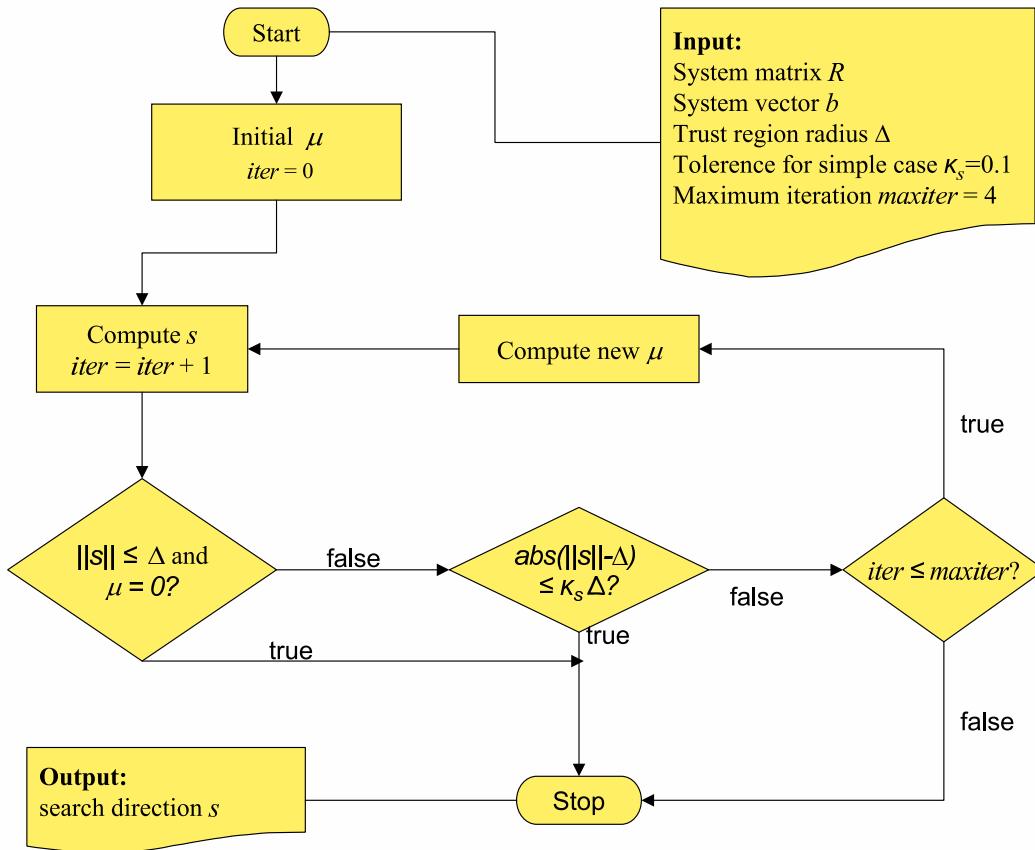 Start
Input:
System matrix R
System vector b
Trust region radius Δ
Tolerence for simple case κs=0.1
Maximum iteration maxiter = 4
Initial μ
iter = 0
Compute s
iter = iter + 1
Compute new μ
true
||s|| ≤ Δ and
μ = 0?
false
abs(||s||-Δ)
≤ κs Δ?
false
iter ≤ maxiter?
true
true
false
Output:
search direction s
Stop